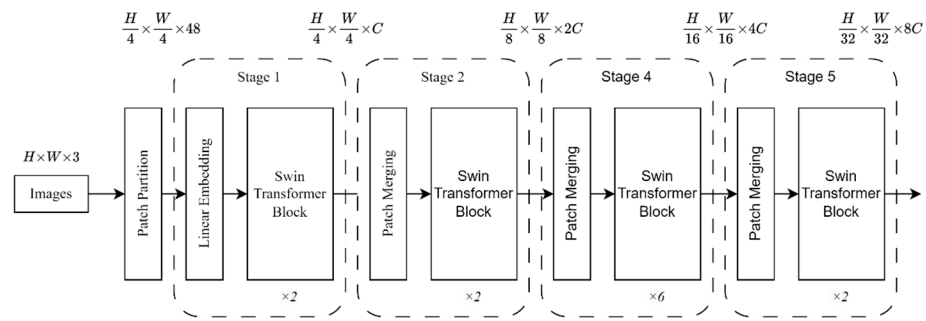 H/4 × W/4 × 48
H/4 × W/4 × C
H/8 × W/8 × 2C
H/16 × W/16 × 4C
H/32 × W/32 × 8C
Stage 1
Stage 2
Stage 4
Stage 5
H×W×3
Images
Patch Partition
Linear Embedding
Swin
Transformer
Block
×2
Patch Merging
Swin
Transformer
Block
×2
Patch Merging
Swin
Transformer
Block
×6
Patch Merging
Swin
Transformer
Block
×2